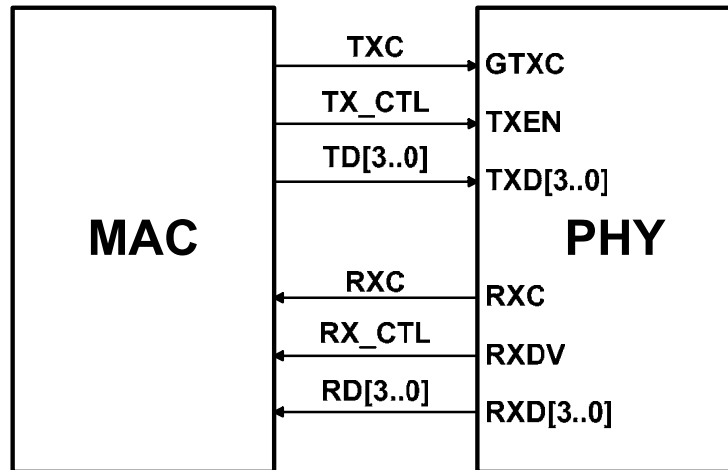 TXC
GTXC
TX_CTL
TXEN
TD[3..0]
TXD[3..0]
MAC
PHY
RXC
RXC
RX_CTL
RXDV
RD[3..0]
RXD[3..0]